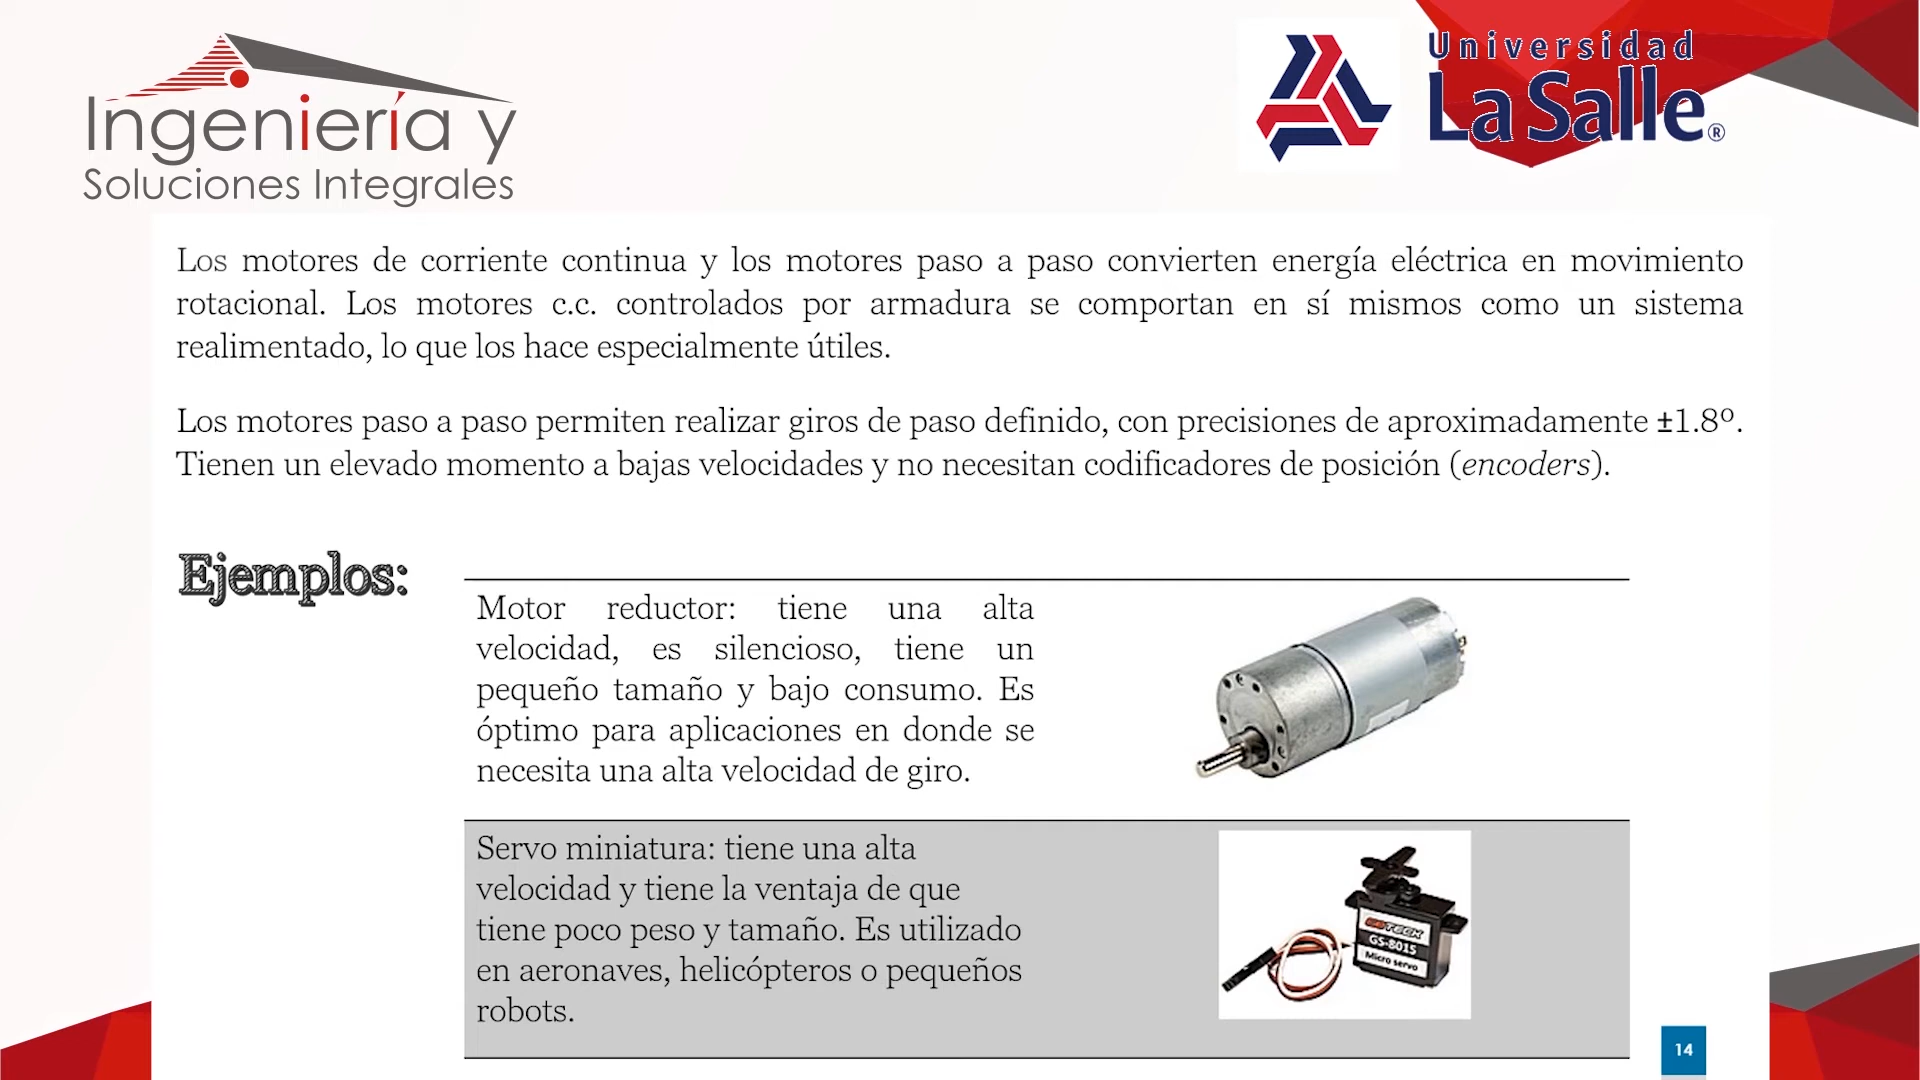 Ingeniería y
Soluciones Integrales
Universidad
La Salle®
Los motores de corriente continua y los motores paso a paso convierten energía eléctrica en movimiento
rotacional. Los motores c.c. controlados por armadura se comportan en sí mismos como un sistema
realimentado, lo que los hace especialmente útiles.
Los motores paso a paso permiten realizar giros de paso definido, con precisiones de aproximadamente ±1.8º.
Tienen un elevado momento a bajas velocidades y no necesitan codificadores de posición (encoders).
Ejemplos:
Motor reductor: tiene una alta
velocidad, es silencioso, tiene un
pequeño tamaño y bajo consumo. Es
óptimo para aplicaciones en donde se
necesita una alta velocidad de giro.
Servo miniatura: tiene una alta
velocidad y tiene la ventaja de que
tiene poco peso y tamaño. Es utilizado
en aeronaves, helicópteros o pequeños
robots.
GS-9015
Micro servo
14